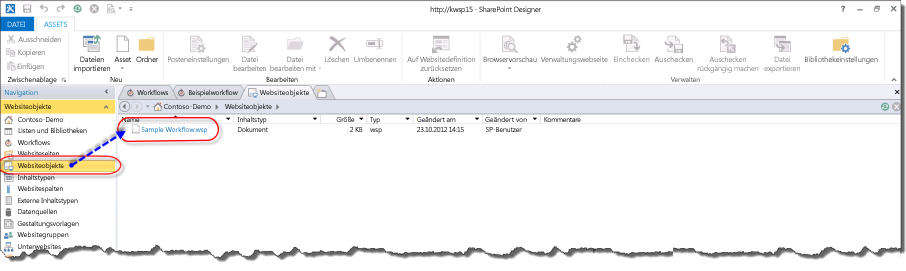 http://kwsp15 - SharePoint Designer
DATEI ASSETS
Ausschneiden
Kopieren
Einfügen
Zwischenablage
Dateien importieren
Asset
Ordner
Neu
Posteneinstellungen
Datei bearbeiten
Datei bearbeiten mit
Löschen
Umbenennen
Bearbeiten
Auf Websitedefinition zurücksetzen
Aktionen
Browservorschau
Verwaltungswebseite
Einchecken
Auschecken
Auschecken rückgängig machen
Datei exportieren
Bibliothekeinstellungen
Verwalten
Navigation
Workflows Beispielworkflow Websiteobjekte
Websiteobjekte
Contoso-Demo Websiteobjekte
Contoso-Demo
Listen und Bibliotheken
Workflows
Websiteseiten
Websiteobjekte
Inhaltstypen
Websitespalten
Externe Inhaltstypen
Datenquellen
Gestaltungsvorlagen
Websitegruppen
Unterwebsites
Name Inhaltstyp Größe Typ Geändert am Geändert von Kommentare
Sample Workflow.wsp Dokument 2 KB wsp 23.10.2012 14:15 SP-Benutzer